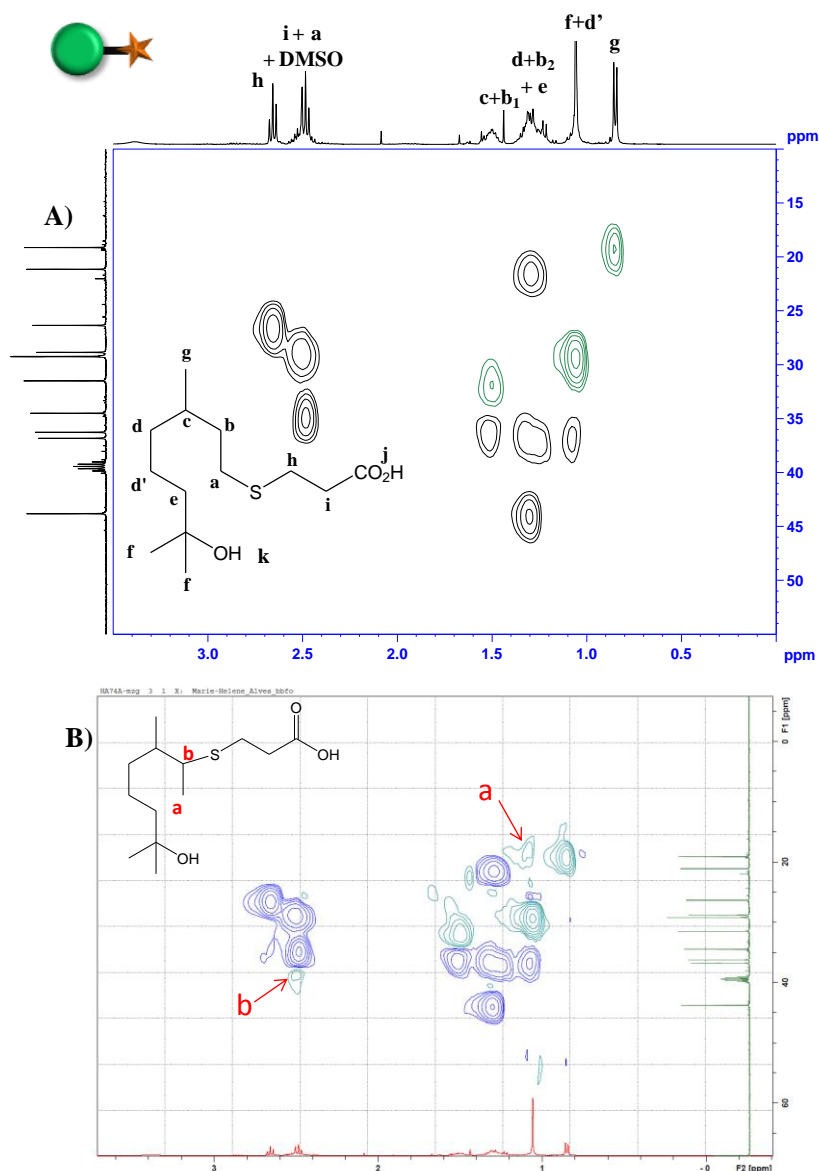 i + a
+ DMSO
h
c+b1
d+b2
+ e
f+d’
g
ppm
A)
15
20
25
30
35
40
45
50
g
d
c
b
d'
a
S
h
i
j
CO2H
e
f
OH
k
f
3.0
2.5
2.0
1.5
1.0
0.5
ppm
HA74A-mzg 3 1 X: Marie-Helene_Alves_bbfo
B)
O
S
OH
b
a
OH
a
b
F1 [ppm]
0
20
40
60
3
2
1
- 0
F2 [ppm]